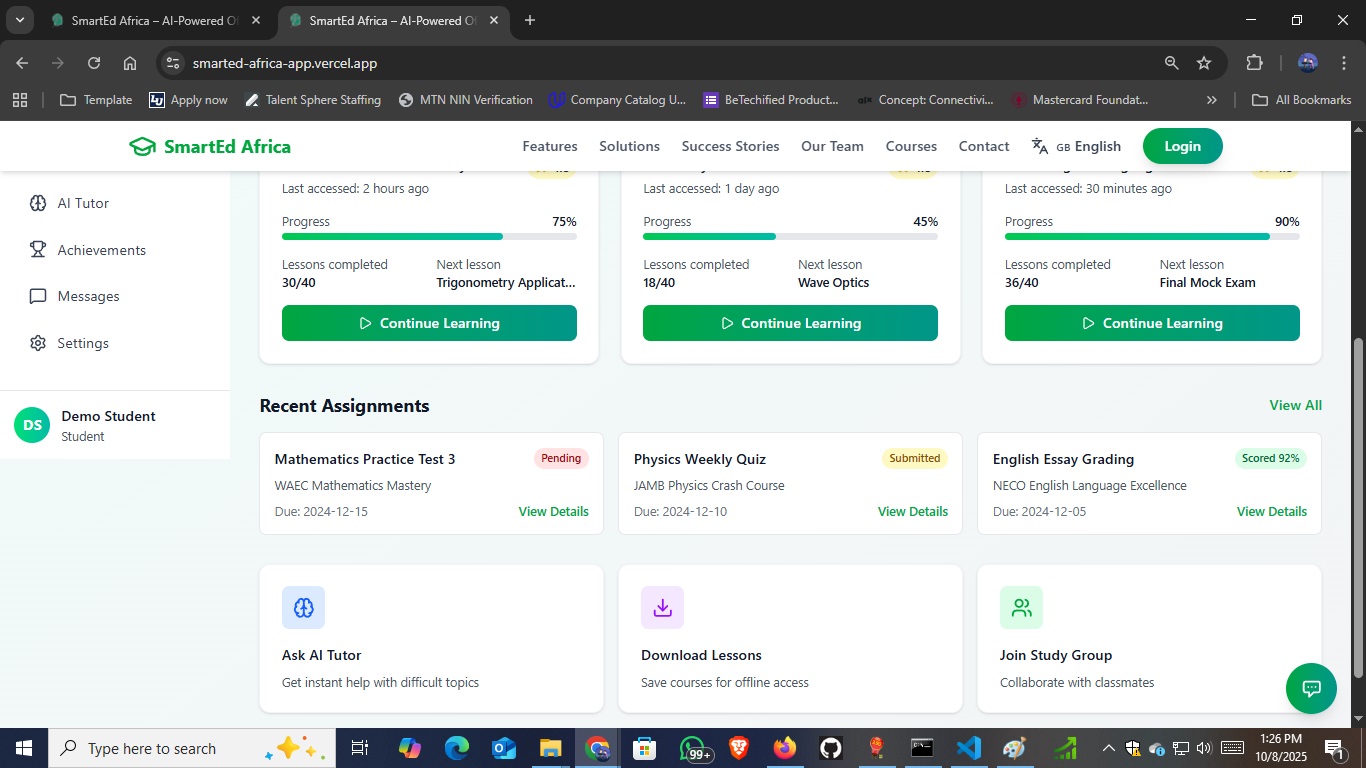 SmartEd Africa – AI-Powered O
SmartEd Africa – AI-Powered O
smarted-africa-app.vercel.app
Template
Apply now
Talent Sphere Staffing
MTN NIN Verification
Company Catalog U...
BeTechified Product...
Concept: Connectivi...
Mastercard Foundat...
»
All Bookmarks
SmartEd Africa
Features
Solutions
Success Stories
Our Team
Courses
Contact
GB English
Login
AI Tutor
Achievements
Messages
Settings
DS
Demo Student
Student
Last accessed: 2 hours ago
Progress 75%
Lessons completed
30/40
Next lesson
Trigonometry Applicat...
Continue Learning
Last accessed: 1 day ago
Progress 45%
Lessons completed
18/40
Next lesson
Wave Optics
Continue Learning
Last accessed: 30 minutes ago
Progress 90%
Lessons completed
36/40
Next lesson
Final Mock Exam
Continue Learning
Recent Assignments
View All
Mathematics Practice Test 3
Pending
WAEC Mathematics Mastery
Due: 2024-12-15
View Details
Physics Weekly Quiz
Submitted
JAMB Physics Crash Course
Due: 2024-12-10
View Details
English Essay Grading
Scored 92%
NECO English Language Excellence
Due: 2024-12-05
View Details
Ask AI Tutor
Get instant help with difficult topics
Download Lessons
Save courses for offline access
Join Study Group
Collaborate with classmates
Type here to search
99+
1:26 PM
10/8/2025
1